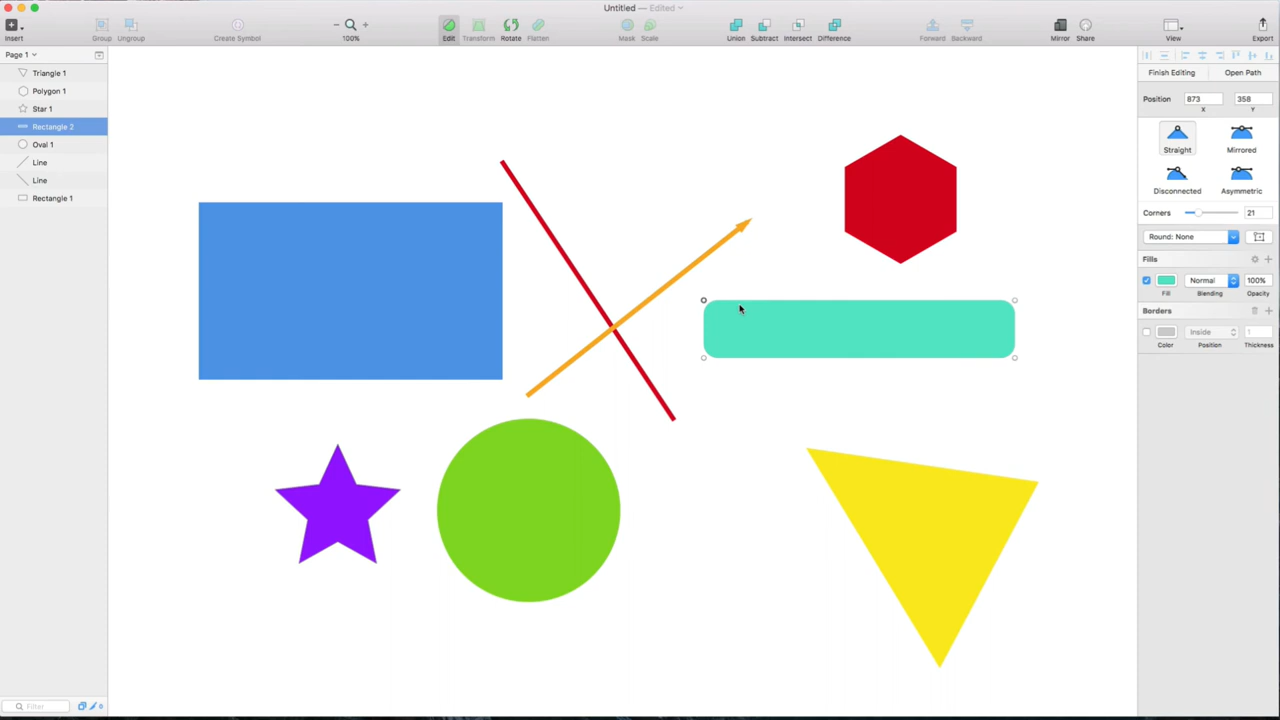 Untitled — Edited
Insert
Group
Ungroup
Create Symbol
100%
Edit
Transform
Rotate
Flatten
Mask
Scale
Union
Subtract
Intersect
Difference
Forward
Backward
Mirror
Share
View
Export
Page 1
Triangle 1
Polygon 1
Star 1
Rectangle 2
Oval 1
Line
Line
Rectangle 1
Filter
0
Finish Editing
Open Path
Position
873
358
X
Y
Straight
Mirrored
Disconnected
Asymmetric
Corners
21
Round: None
Fills
Normal
100%
Fill
Blending
Opacity
Borders
Inside
1
Color
Position
Thickness